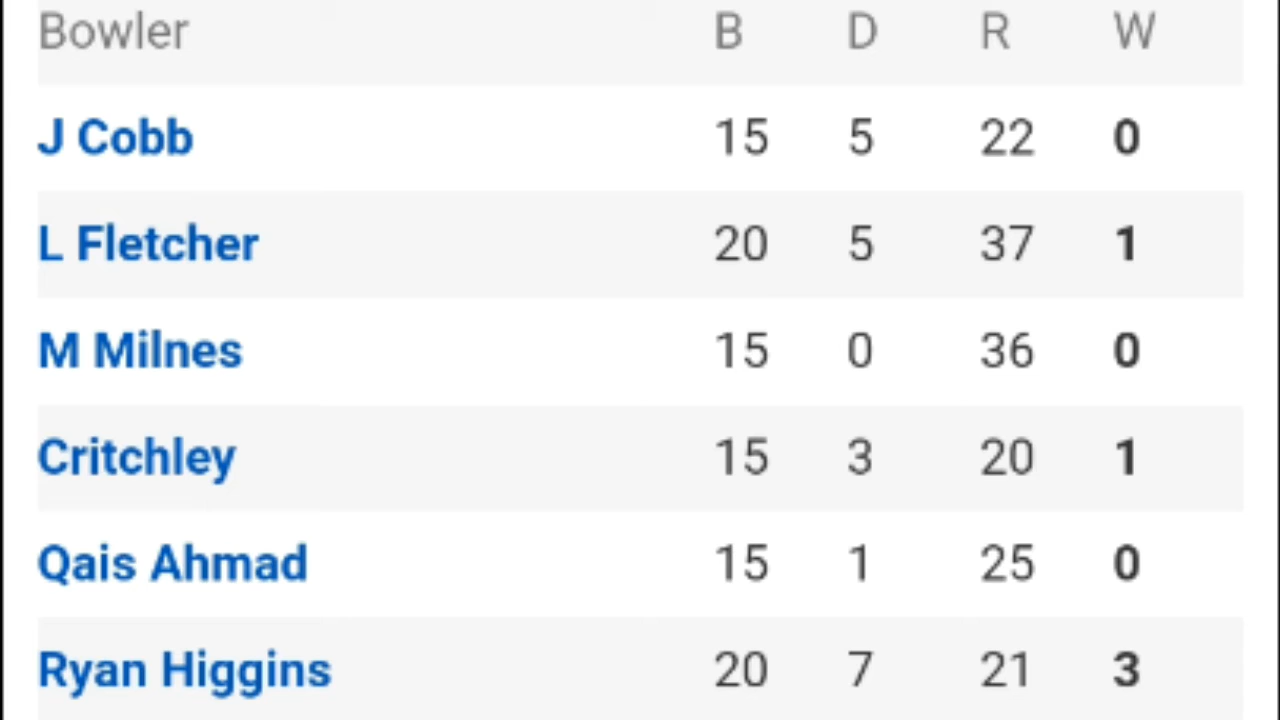 Bowler B D R W
J Cobb 15 5 22 0
L Fletcher 20 5 37 1
M Milnes 15 0 36 0
Critchley 15 3 20 1
Qais Ahmad 15 1 25 0
Ryan Higgins 20 7 21 3